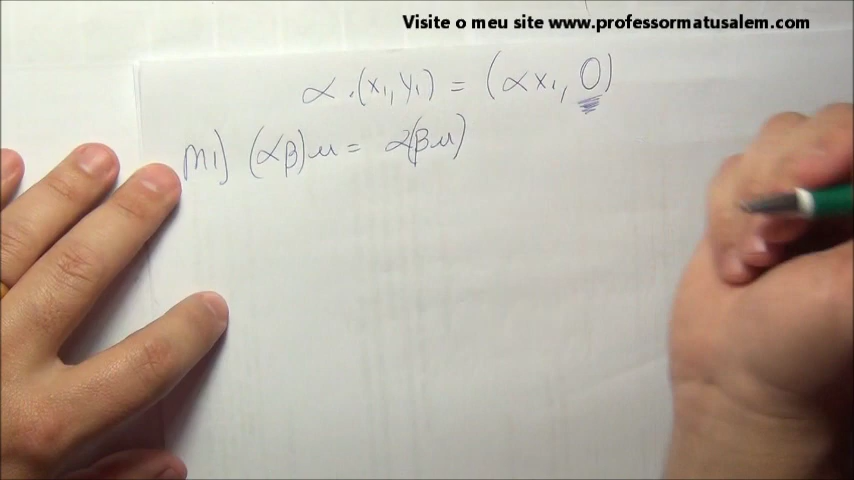 Visite o meu site www.professormatusalem.com
α . (x₁, y₁) = (αx₁, 0)
M1) (αβ)u = α(βu)